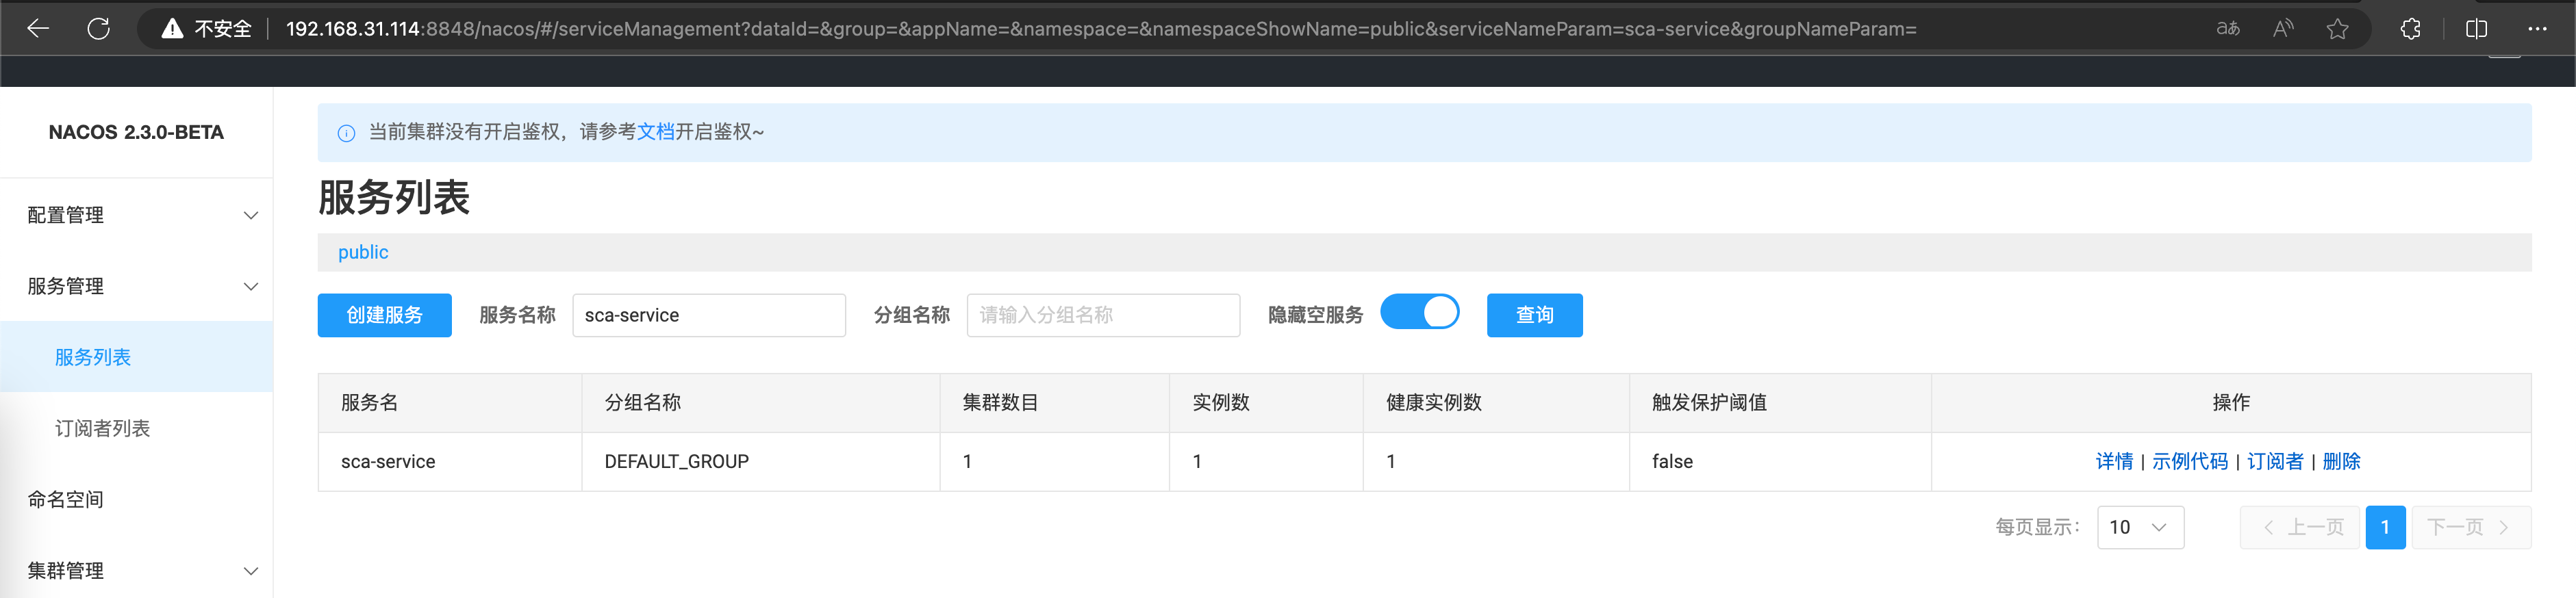 不安全 192.168.31.114:8848/nacos/#/serviceManagement?dataId=&group=&appName=&namespace=&namespaceShowName=public&serviceNameParam=sca-service&groupNameParam= aあ A
NACOS 2.3.0-BETA
配置管理
服务管理
服务列表
订阅者列表
命名空间
集群管理
当前集群没有开启鉴权，请参考文档开启鉴权~
服务列表
public
创建服务 服务名称 sca-service 分组名称 请输入分组名称 隐藏空服务 查询
服务名 分组名称 集群数目 实例数 健康实例数 触发保护阈值 操作
sca-service DEFAULT_GROUP 1 1 1 false 详情 | 示例代码 | 订阅者 | 删除
每页显示： 10 上一页 1 下一页